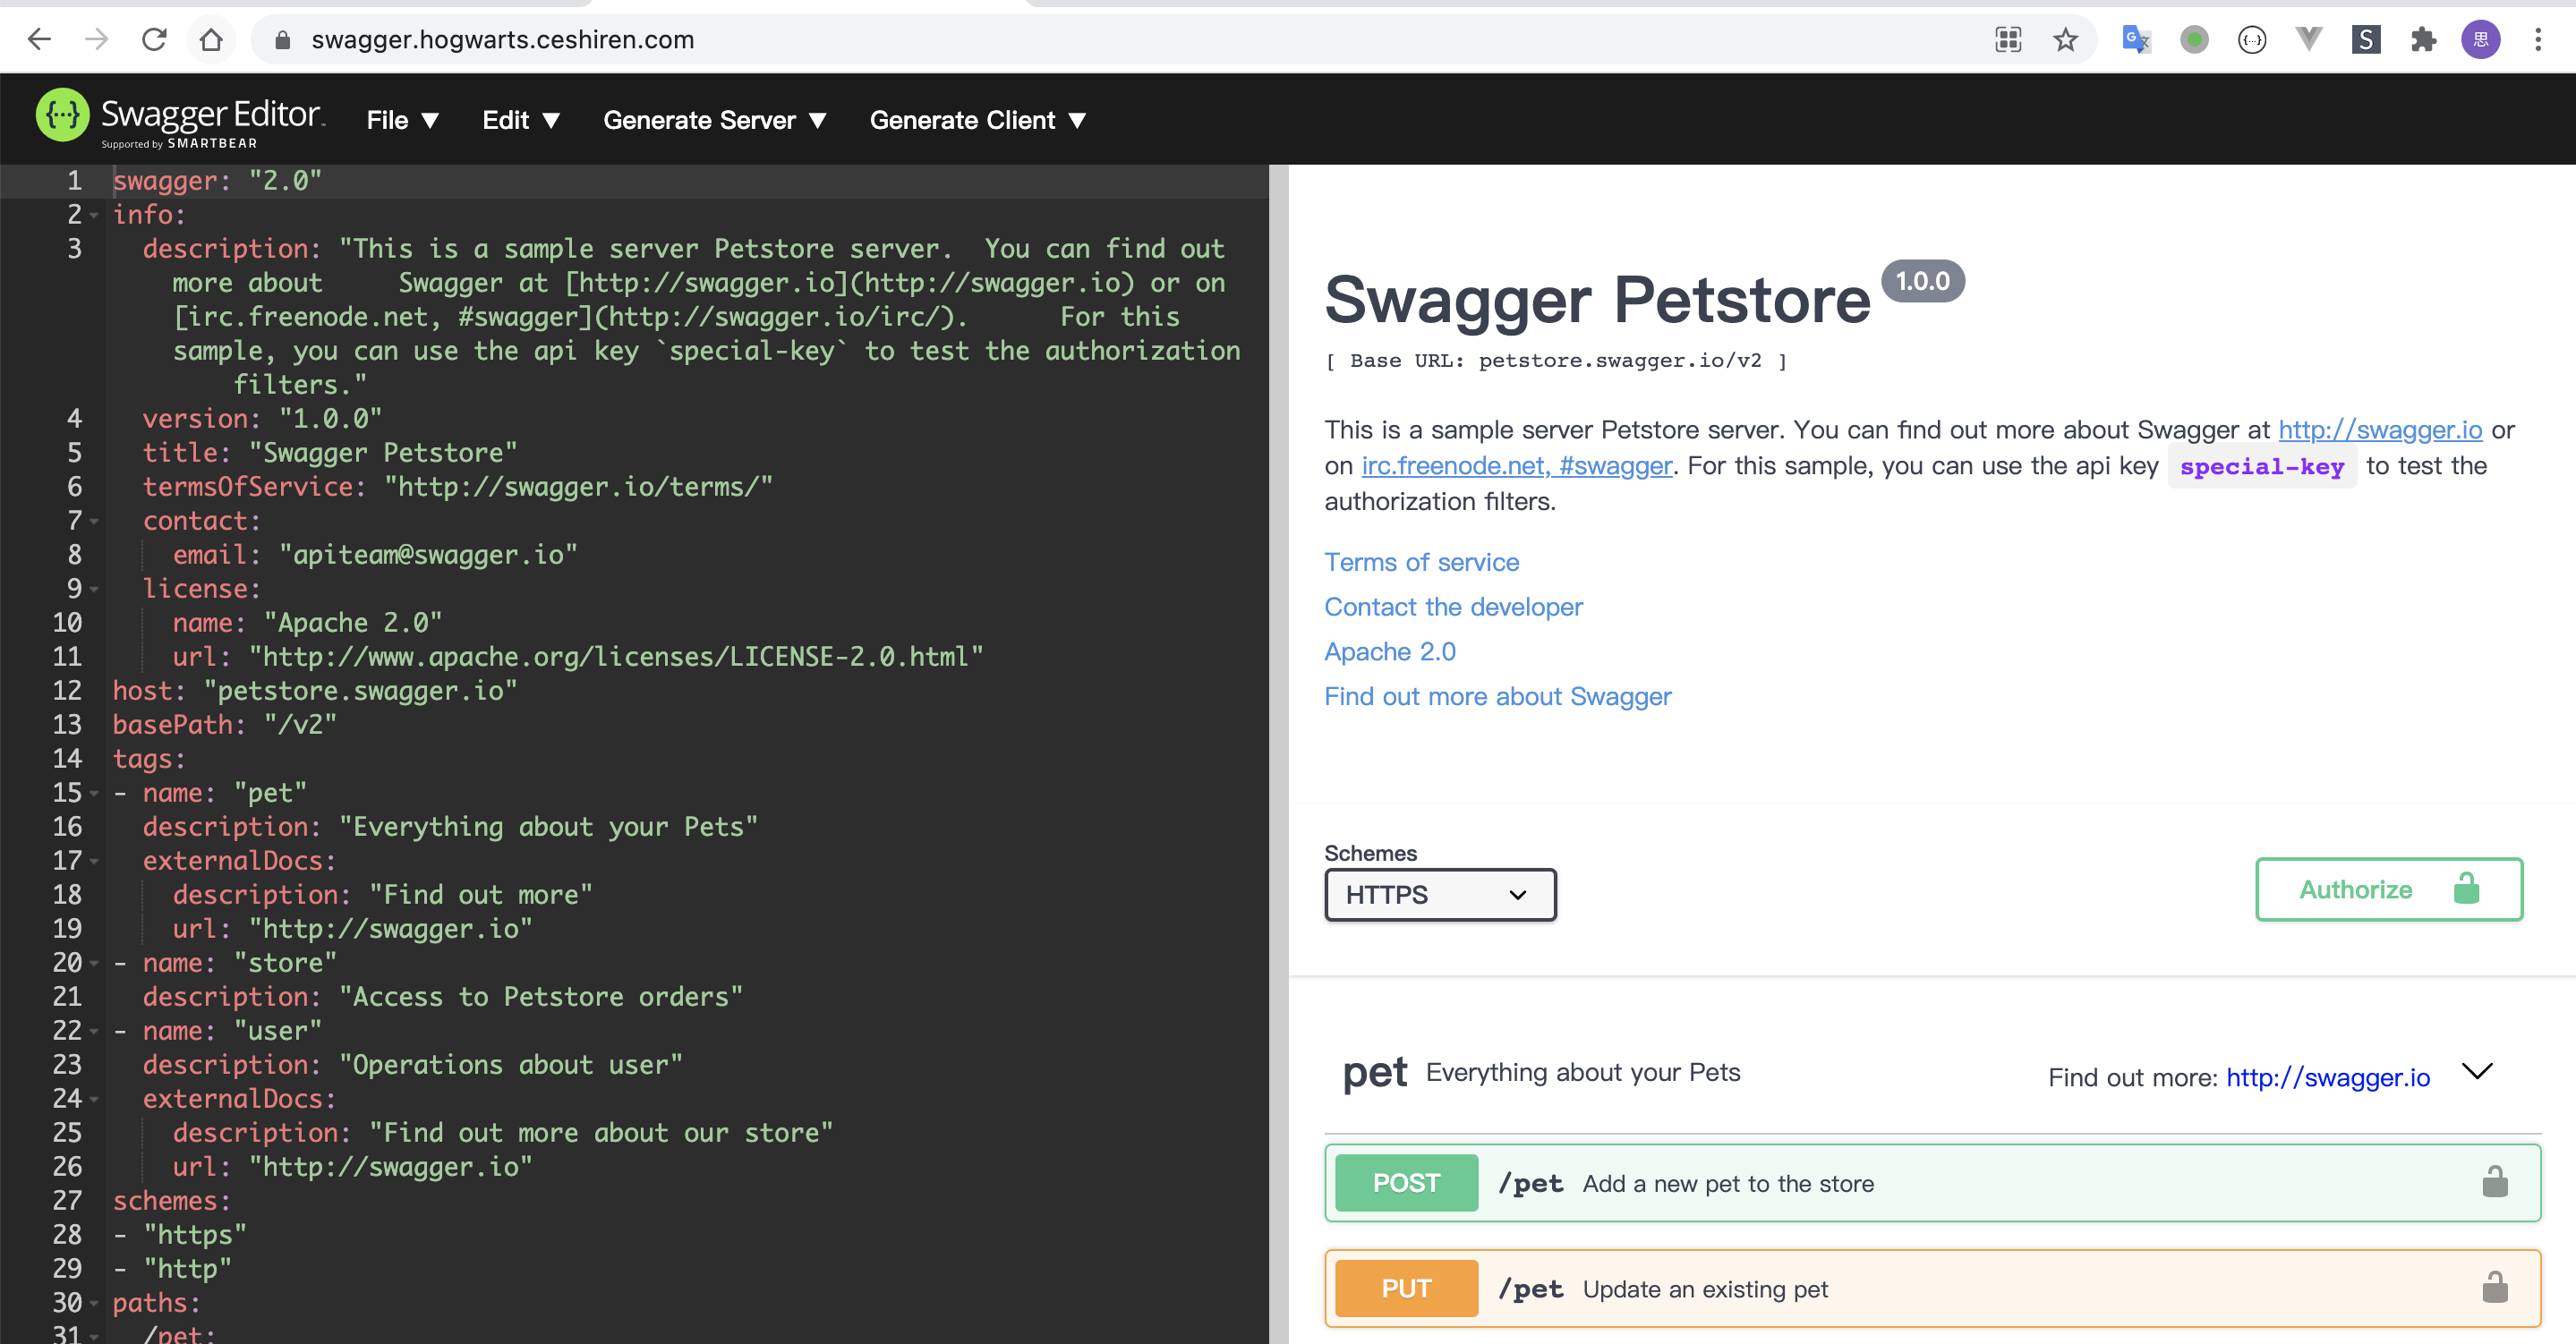 swagger.hogwarts.ceshiren.com
思
Swagger Editor
Supported by SMARTBEAR
File ▼ Edit ▼ Generate Server ▼ Generate Client ▼
1 swagger: "2.0"
2 info:
3 description: "This is a sample server Petstore server.  You can find out
more about     Swagger at [http://swagger.io](http://swagger.io) or on
[irc.freenode.net, #swagger](http://swagger.io/irc/).      For this
sample, you can use the api key `special-key` to test the authorization
filters."
4 version: "1.0.0"
5 title: "Swagger Petstore"
6 termsOfService: "http://swagger.io/terms/"
7 contact:
8 email: "apiteam@swagger.io"
9 license:
10 name: "Apache 2.0"
11 url: "http://www.apache.org/licenses/LICENSE-2.0.html"
12 host: "petstore.swagger.io"
13 basePath: "/v2"
14 tags:
15 - name: "pet"
16 description: "Everything about your Pets"
17 externalDocs:
18 description: "Find out more"
19 url: "http://swagger.io"
20 - name: "store"
21 description: "Access to Petstore orders"
22 - name: "user"
23 description: "Operations about user"
24 externalDocs:
25 description: "Find out more about our store"
26 url: "http://swagger.io"
27 schemes:
28 - "https"
29 - "http"
30 paths:
31 /pet:
Swagger Petstore 1.0.0
[ Base URL: petstore.swagger.io/v2 ]
This is a sample server Petstore server. You can find out more about Swagger at http://swagger.io or
on irc.freenode.net, #swagger. For this sample, you can use the api key special-key to test the
authorization filters.
Terms of service
Contact the developer
Apache 2.0
Find out more about Swagger
Schemes
HTTPS
Authorize
pet Everything about your Pets Find out more: http://swagger.io
POST /pet Add a new pet to the store
PUT /pet Update an existing pet